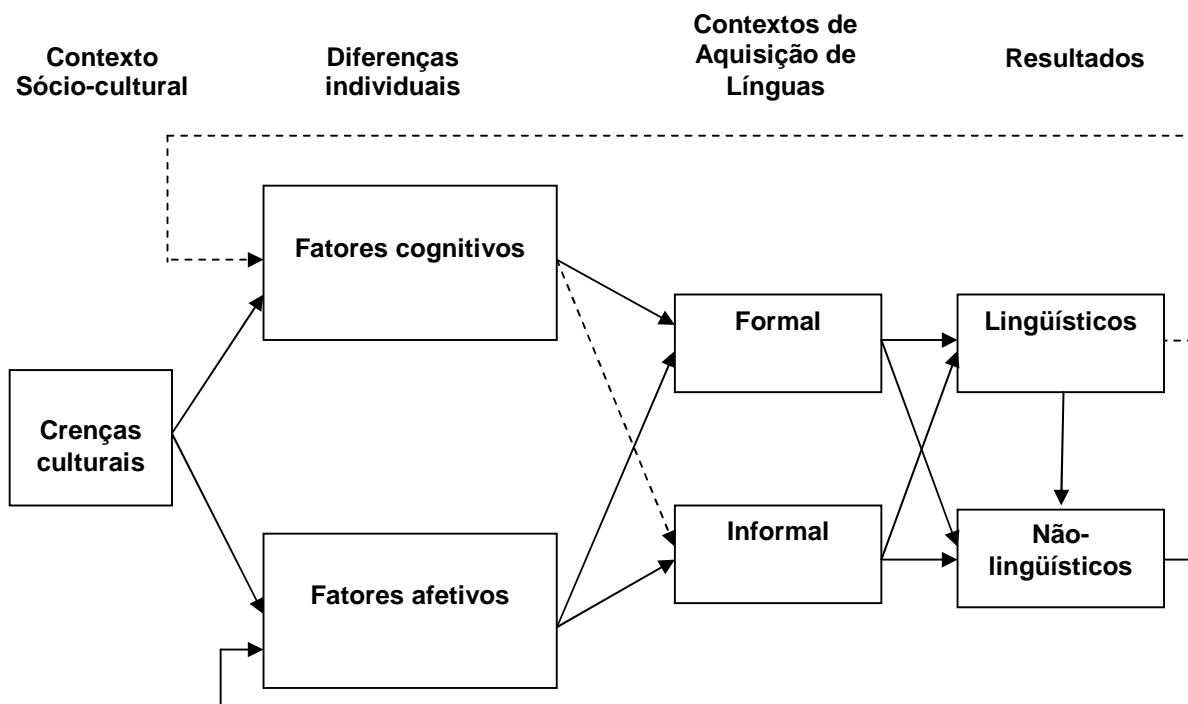 Contexto
Sócio-cultural
Diferenças
individuais
Contextos de
Aquisição de
Línguas
Resultados
Fatores cognitivos
Formal
Lingüísticos
Crenças
culturais
Informal
Não-
lingüísticos
Fatores afetivos